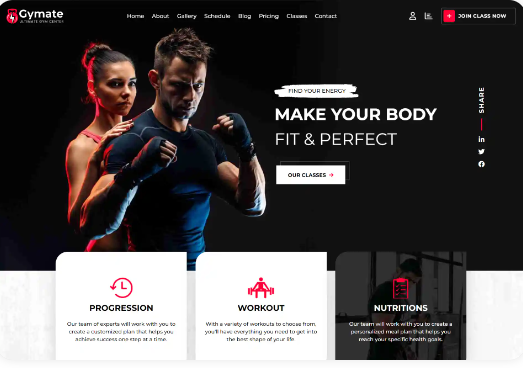 Gymate
ULTIMATE GYM CENTER
Home About Gallery Schedule Blog Pricing Classes Contact
JOIN CLASS NOW
FIND YOUR ENERGY
MAKE YOUR BODY
FIT & PERFECT
OUR CLASSES
SHARE
PROGRESSION
Our team of experts will work with you to
create a customized plan that helps you
achieve success one step at a time.
WORKOUT
With a variety of workouts to choose from,
you'll have everything you need to get into
the best shape of your life.
NUTRITIONS
Our team will work with you to create a
personalized meal plan that helps you
reach your specific health goals.